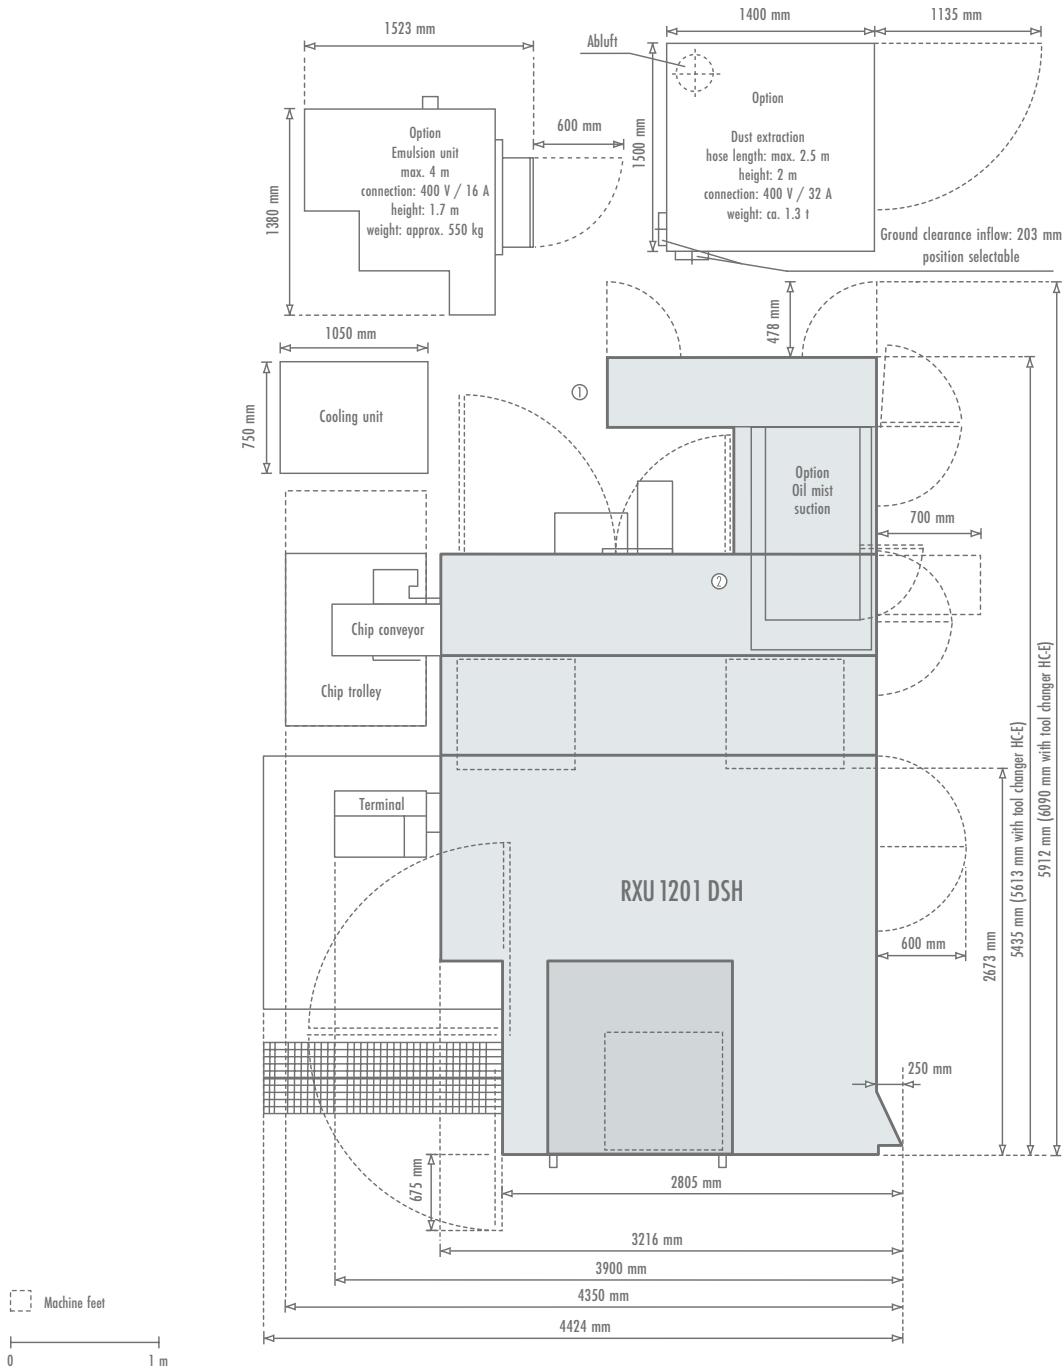 1400 mm
1135 mm
1523 mm
Abluft
Option
600 mm
1500 mm
Option
Emulsion unit
max. 4 m
connection: 400 V / 16 A
height: 1.7 m
weight: approx. 550 kg
Dust extraction
hose length: max. 2.5 m
height: 2 m
connection: 400 V / 32 A
weight: ca. 1.3 t
1380 mm
Ground clearance inflow: 203 mm
position selectable
478 mm
1050 mm
1
750 mm
Cooling unit
Option
Oil mist
suction
700 mm
2
Chip conveyor
Chip trolley
5435 mm (5613 mm with tool changer HC-E)
5912 mm (6090 mm with tool changer HC-E)
Terminal
RXU 1201 DSH
600 mm
2673 mm
250 mm
675 mm
2805 mm
3216 mm
3900 mm
4350 mm
4424 mm
Machine feet
0
1 m